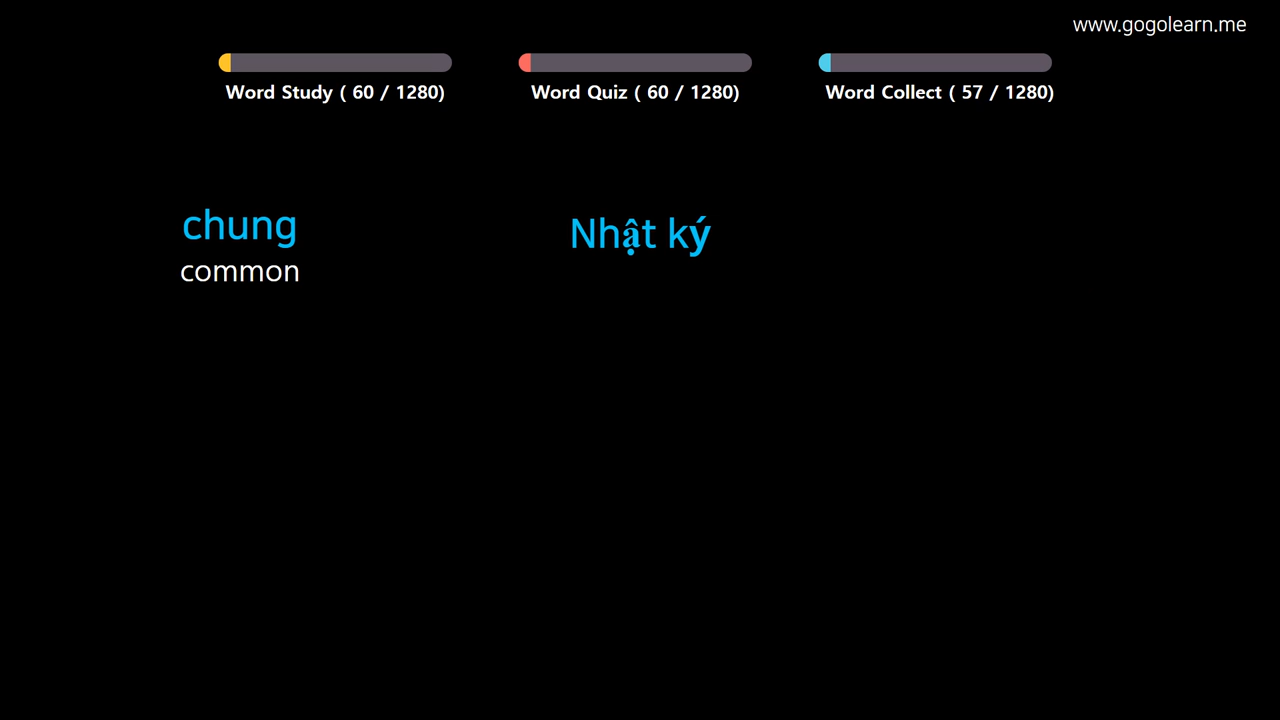 www.gogolearn.me
Word Study ( 60 / 1280)
Word Quiz ( 60 / 1280)
Word Collect ( 57 / 1280)
chung
common
Nhật ký